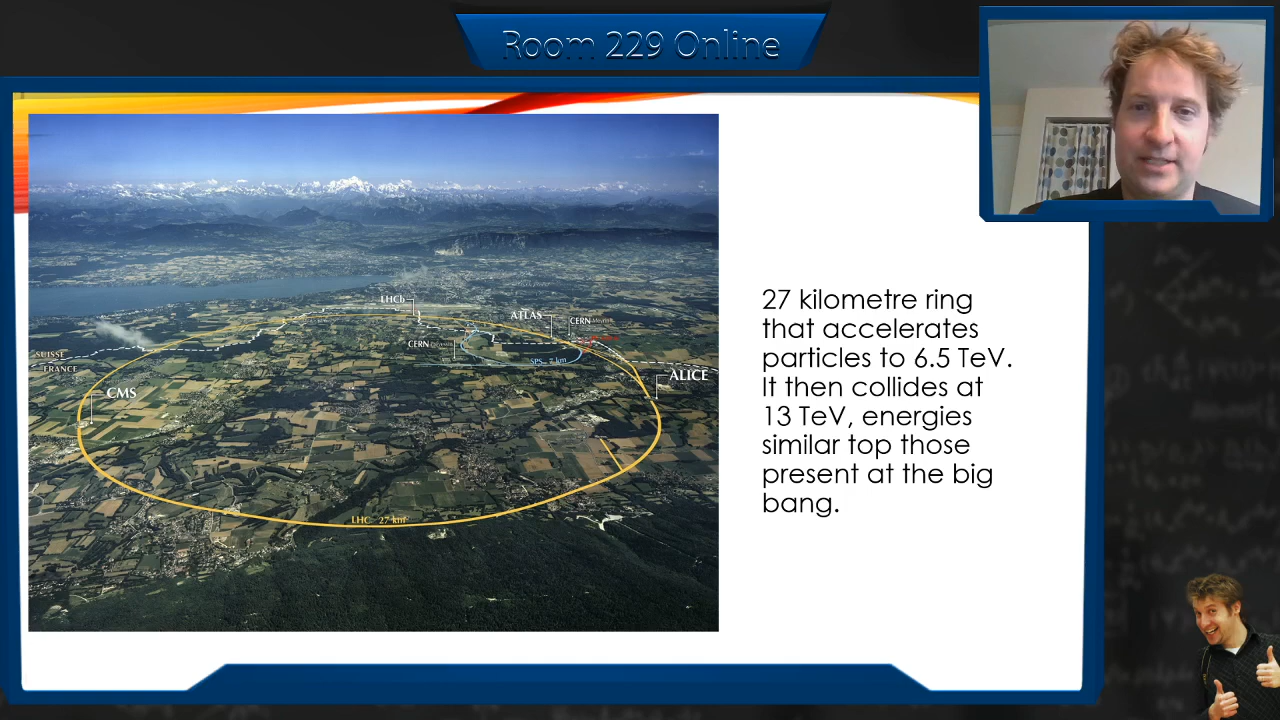 Room 229 Online
LHCb
ATLAS
CERN
CERN
SUISSE
FRANCE
SPS 7 km
ALICE
CMS
LHC 27 km
27 kilometre ring
that accelerates
particles to 6.5 TeV.
It then collides at
13 TeV, energies
similar top those
present at the big
bang.